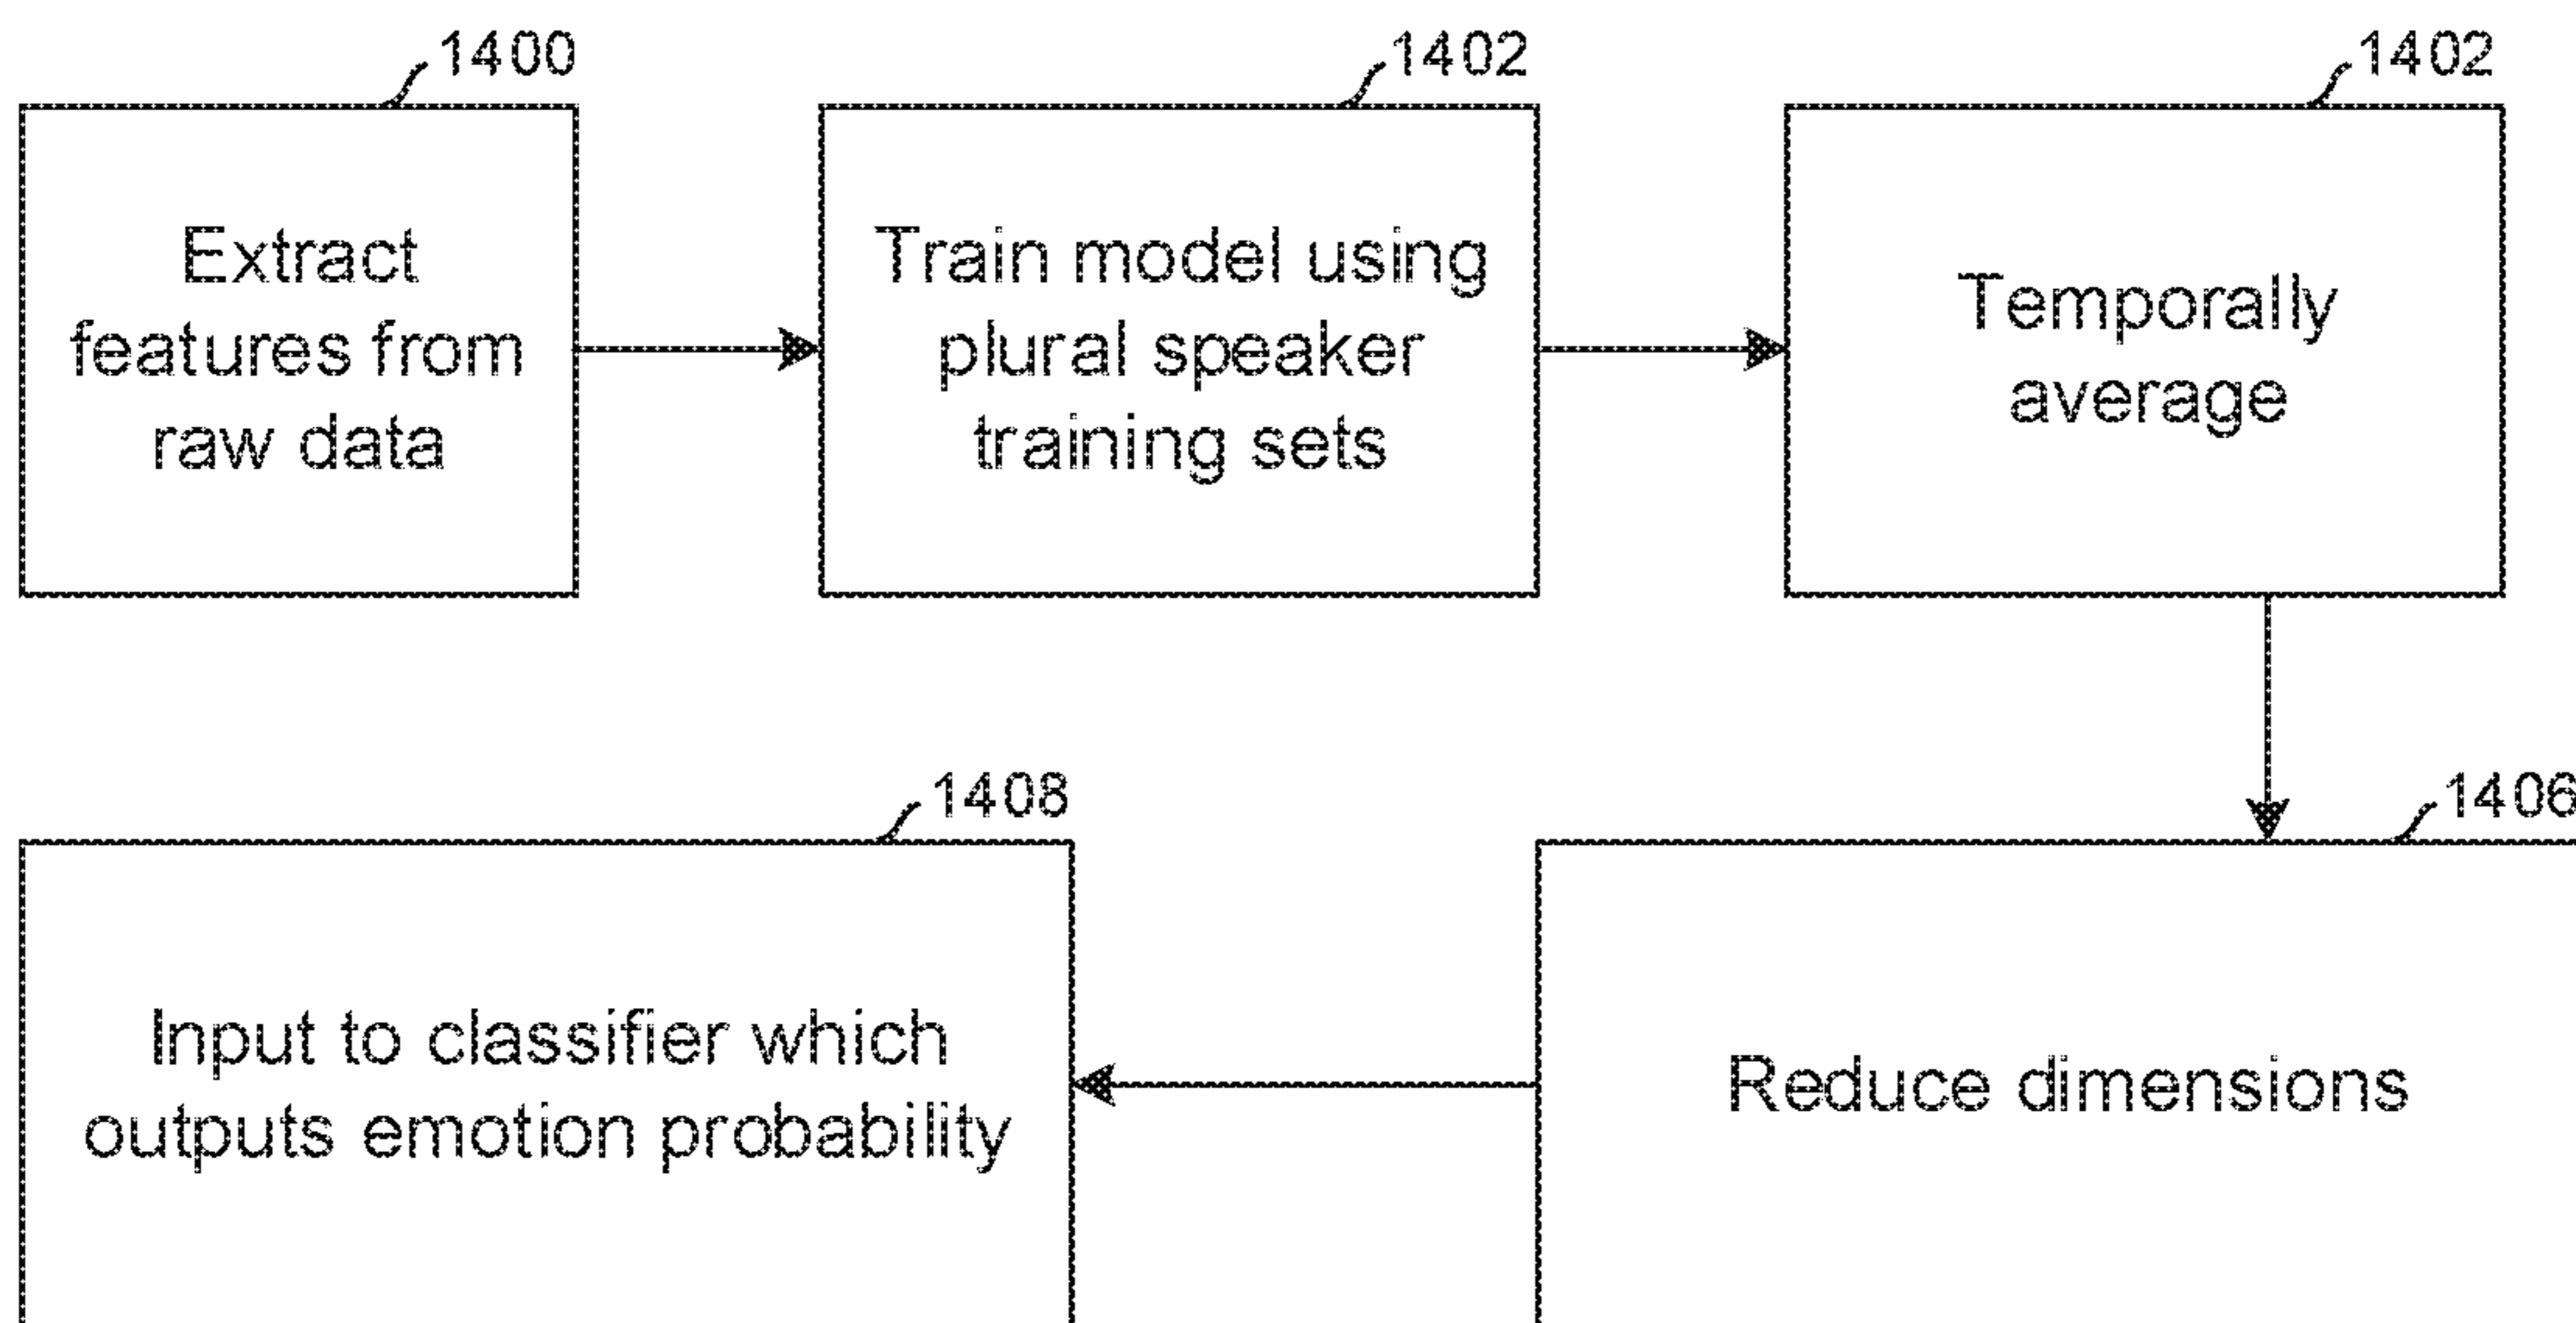 1400
Extract
features from
raw data
1402
Train model using
plural speaker
training sets
1402
Temporally
average
1408
Input to classifier which
outputs emotion probability
1406
Reduce dimensions